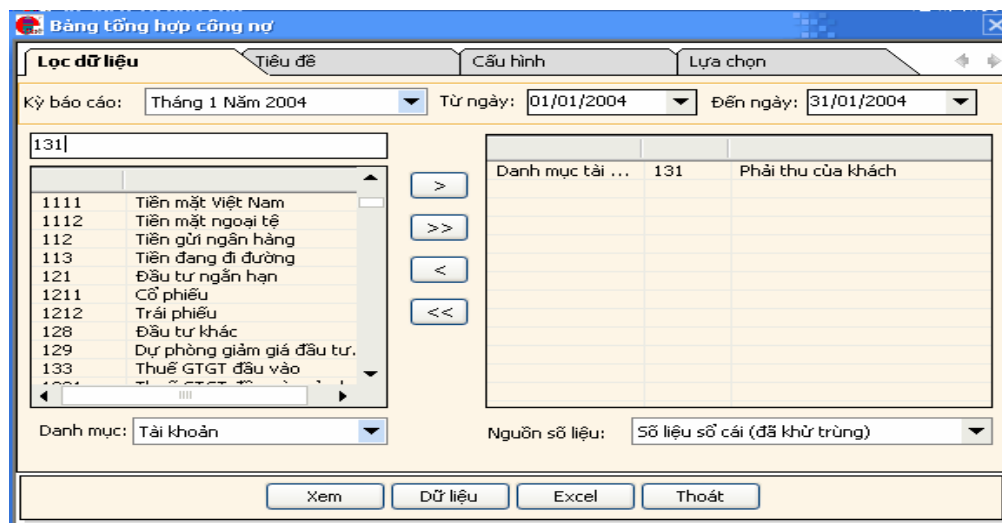 Bảng tổng hợp công nợ
Lọc dữ liệu Tiêu đề Cấu hình Lựa chọn
Kỳ báo cáo: Tháng 1 Năm 2004 Từ ngày: 01/01/2004 Đến ngày: 31/01/2004
131
Danh mục tài ... 131 Phải thu của khách
>
1111 Tiền mặt Việt Nam
1112 Tiền mặt ngoại tệ
>>
112 Tiền gửi ngân hàng
113 Tiền đang đi đường
<
121 Đầu tư ngắn hạn
1211 Cổ phiếu
1212 Trái phiếu
<<
128 Đầu tư khác
129 Dự phòng giảm giá đầu tư.
133 Thuế GTGT đầu vào
Danh mục: Tài khoản Nguồn số liệu: Số liệu sổ cái (đã khử trùng)
Xem Dữ liệu Excel Thoát